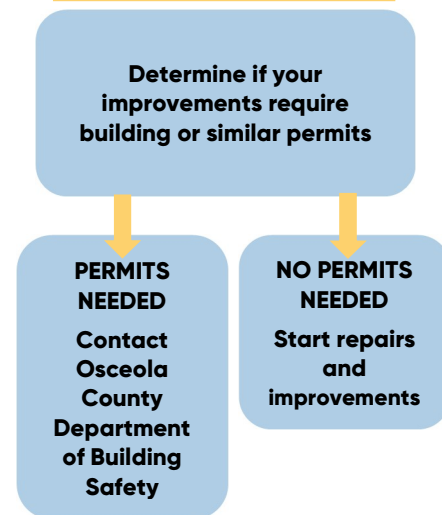 Determine if your
improvements require
building or similar permits
PERMITS
NEEDED
Contact
Osceola
County
Department
of Building
Safety
NO PERMITS
NEEDED
Start repairs
and
improvements